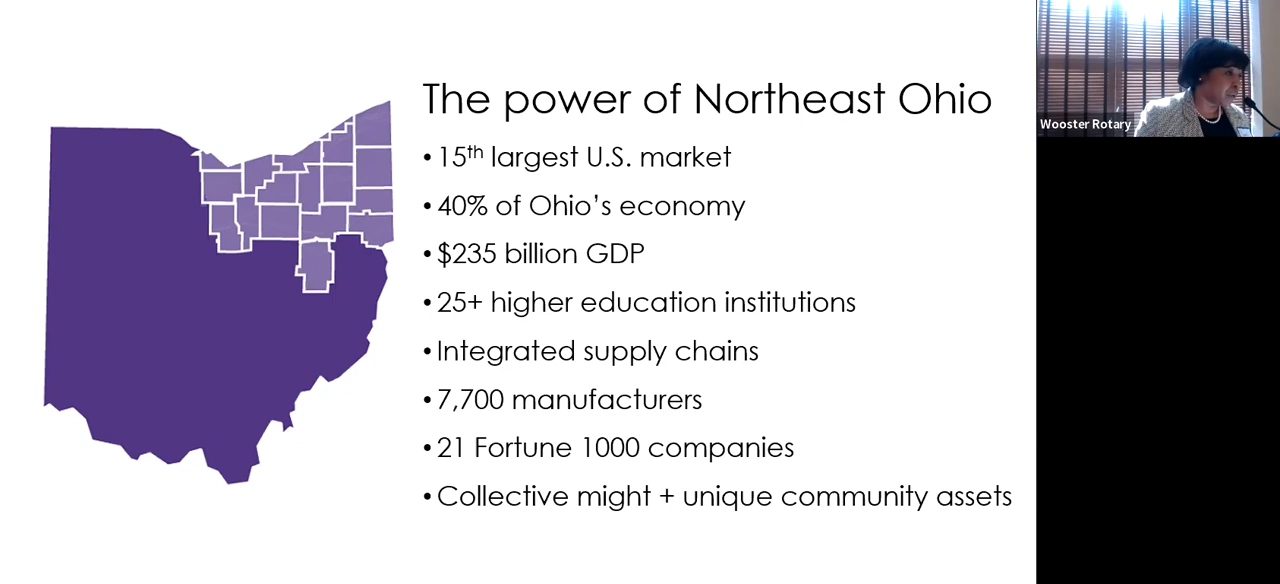 The power of Northeast Ohio
• 15th largest U.S. market
• 40% of Ohio’s economy
• $235 billion GDP
• 25+ higher education institutions
• Integrated supply chains
• 7,700 manufacturers
• 21 Fortune 1000 companies
• Collective might + unique community assets
Wooster Rotary